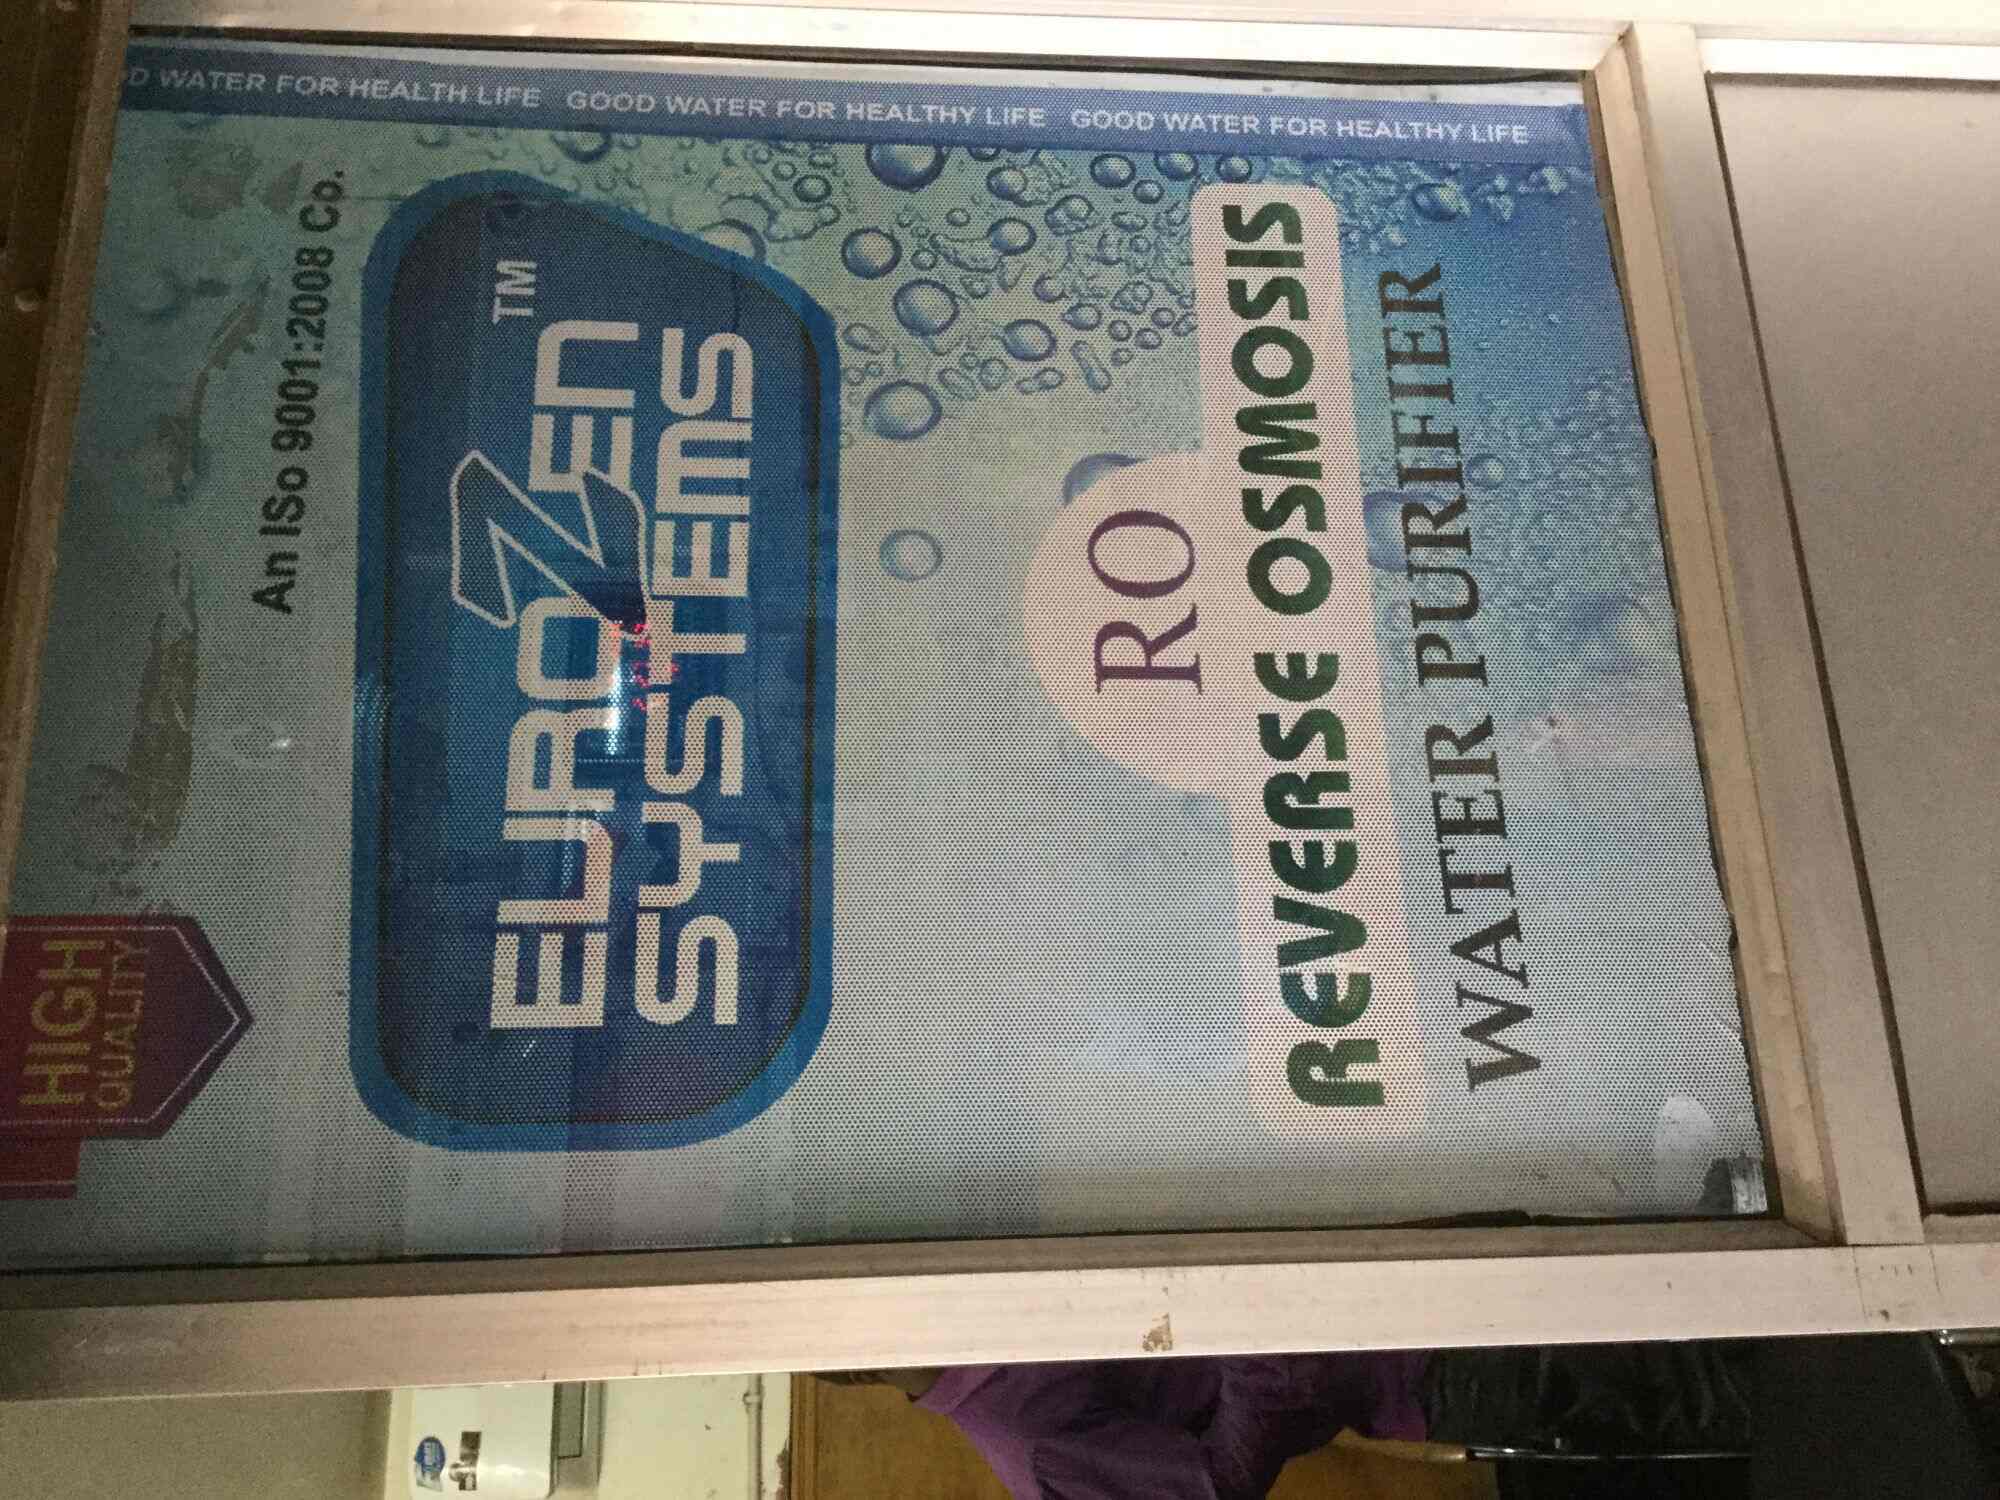 HIGH
QUALITY
An ISo 9001:2008 Co.
EUROZEN TM
SYSTEMS
RO
REVERSE OSMOSIS
WATER PURIFIER
WATER FOR HEALTH LIFE GOOD WATER FOR HEALTHY LIFE GOOD WATER FOR HEALTHY LIFE